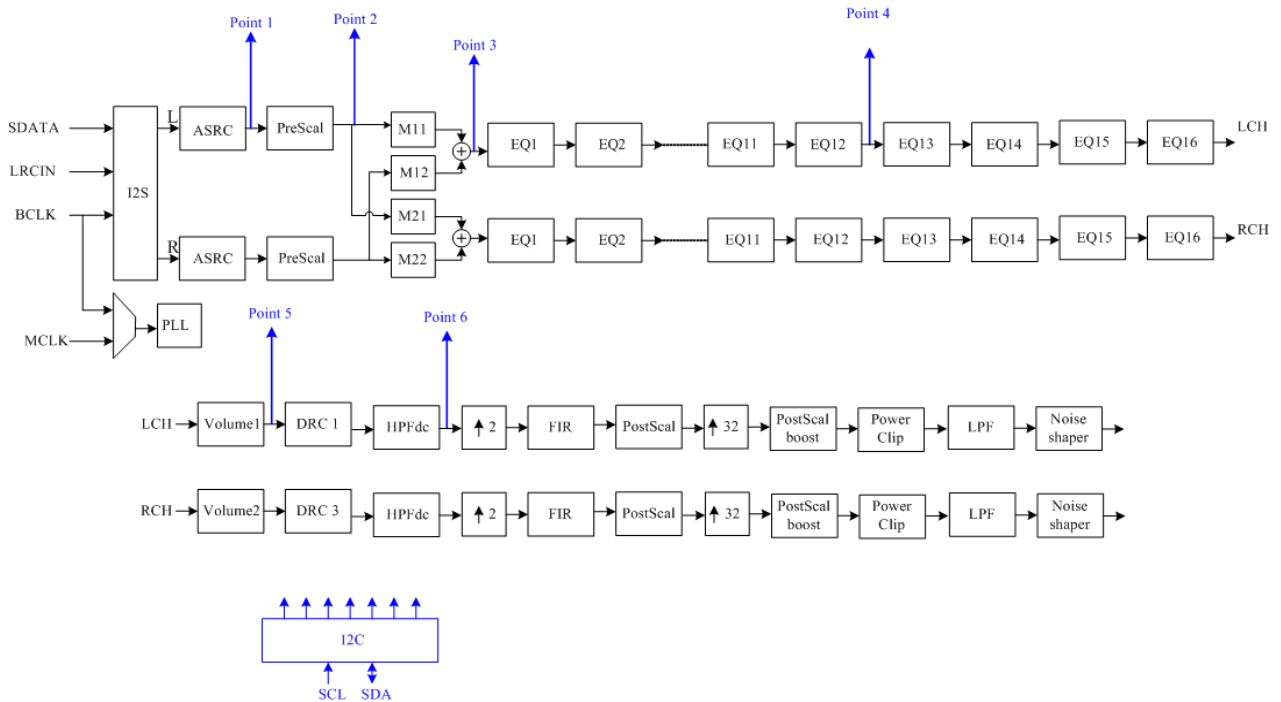 Point 1
Point 2
Point 3
Point 4
SDATA
LRCIN
BCLK
MCLK
I2S
L
R
ASRC
PreScal
ASRC
PreScal
M11
M12
M21
M22
EQ1
EQ2
EQ11
EQ12
EQ13
EQ14
EQ15
EQ16
LCH
EQ1
EQ2
EQ11
EQ12
EQ13
EQ14
EQ15
EQ16
RCH
PLL
Point 5
Point 6
LCH
Volume1
DRC 1
HPFdc
2
FIR
PostScal
32
PostScal
boost
Power
Clip
LPF
Noise
shaper
RCH
Volume2
DRC 3
HPFdc
2
FIR
PostScal
32
PostScal
boost
Power
Clip
LPF
Noise
shaper
I2C
SCL
SDA